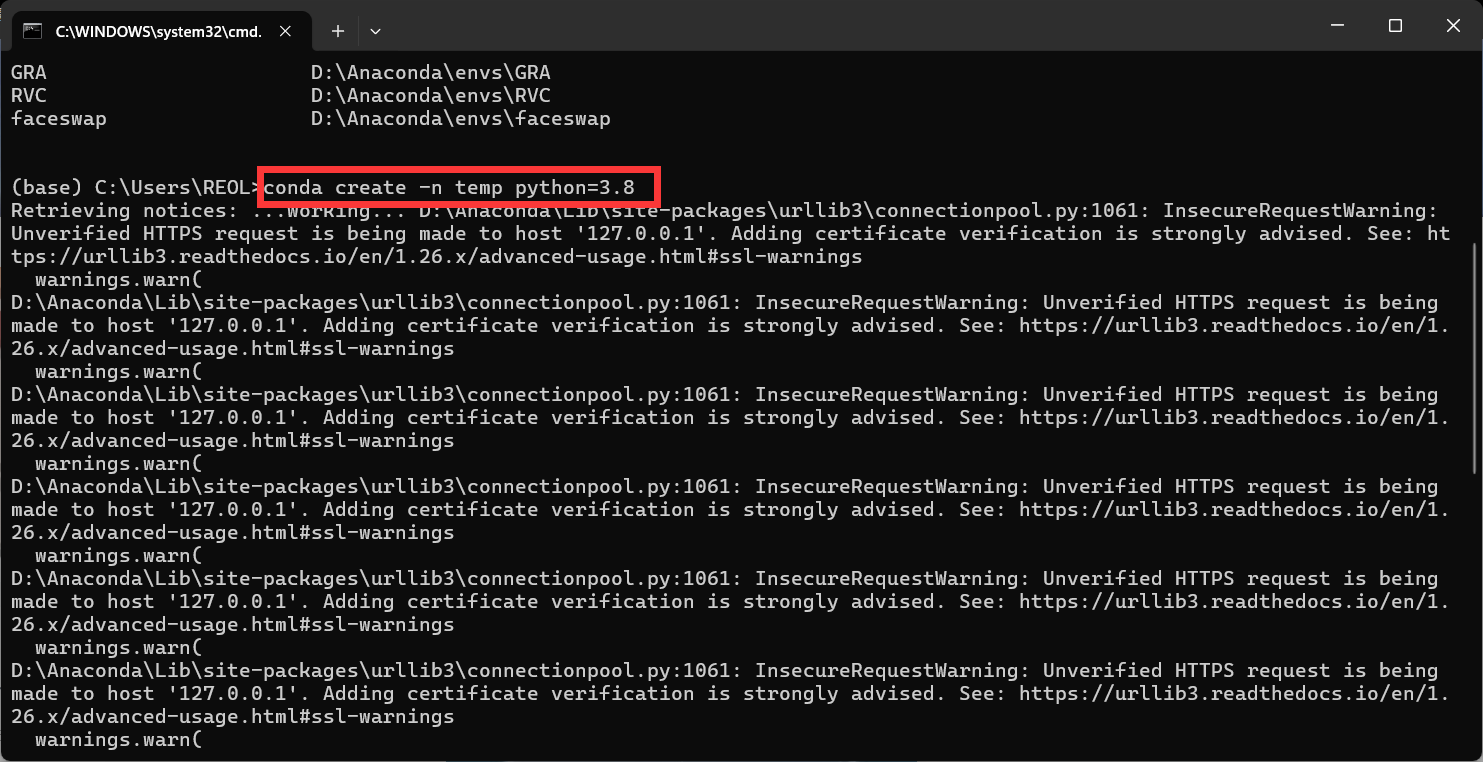 C:\WINDOWS\system32\cmd.
GRA                      D:\Anaconda\envs\GRA
RVC                      D:\Anaconda\envs\RVC
faceswap                 D:\Anaconda\envs\faceswap
(base) C:\Users\REOL>conda create -n temp python=3.8
Retrieving notices: ...working... D:\Anaconda\Lib\site-packages\urllib3\connectionpool.py:1061: InsecureRequestWarning:
Unverified HTTPS request is being made to host '127.0.0.1'. Adding certificate verification is strongly advised. See: ht
tps://urllib3.readthedocs.io/en/1.26.x/advanced-usage.html#ssl-warnings
  warnings.warn(
D:\Anaconda\Lib\site-packages\urllib3\connectionpool.py:1061: InsecureRequestWarning: Unverified HTTPS request is being
made to host '127.0.0.1'. Adding certificate verification is strongly advised. See: https://urllib3.readthedocs.io/en/1.
26.x/advanced-usage.html#ssl-warnings
  warnings.warn(
D:\Anaconda\Lib\site-packages\urllib3\connectionpool.py:1061: InsecureRequestWarning: Unverified HTTPS request is being
made to host '127.0.0.1'. Adding certificate verification is strongly advised. See: https://urllib3.readthedocs.io/en/1.
26.x/advanced-usage.html#ssl-warnings
  warnings.warn(
D:\Anaconda\Lib\site-packages\urllib3\connectionpool.py:1061: InsecureRequestWarning: Unverified HTTPS request is being
made to host '127.0.0.1'. Adding certificate verification is strongly advised. See: https://urllib3.readthedocs.io/en/1.
26.x/advanced-usage.html#ssl-warnings
  warnings.warn(
D:\Anaconda\Lib\site-packages\urllib3\connectionpool.py:1061: InsecureRequestWarning: Unverified HTTPS request is being
made to host '127.0.0.1'. Adding certificate verification is strongly advised. See: https://urllib3.readthedocs.io/en/1.
26.x/advanced-usage.html#ssl-warnings
  warnings.warn(
D:\Anaconda\Lib\site-packages\urllib3\connectionpool.py:1061: InsecureRequestWarning: Unverified HTTPS request is being
made to host '127.0.0.1'. Adding certificate verification is strongly advised. See: https://urllib3.readthedocs.io/en/1.
26.x/advanced-usage.html#ssl-warnings
  warnings.warn(